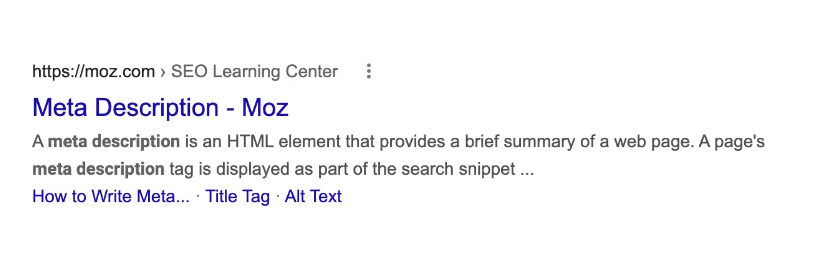 https://moz.com › SEO Learning Center
Meta Description - Moz
A meta description is an HTML element that provides a brief summary of a web page. A page's
meta description tag is displayed as part of the search snippet ...
How to Write Meta... · Title Tag · Alt Text